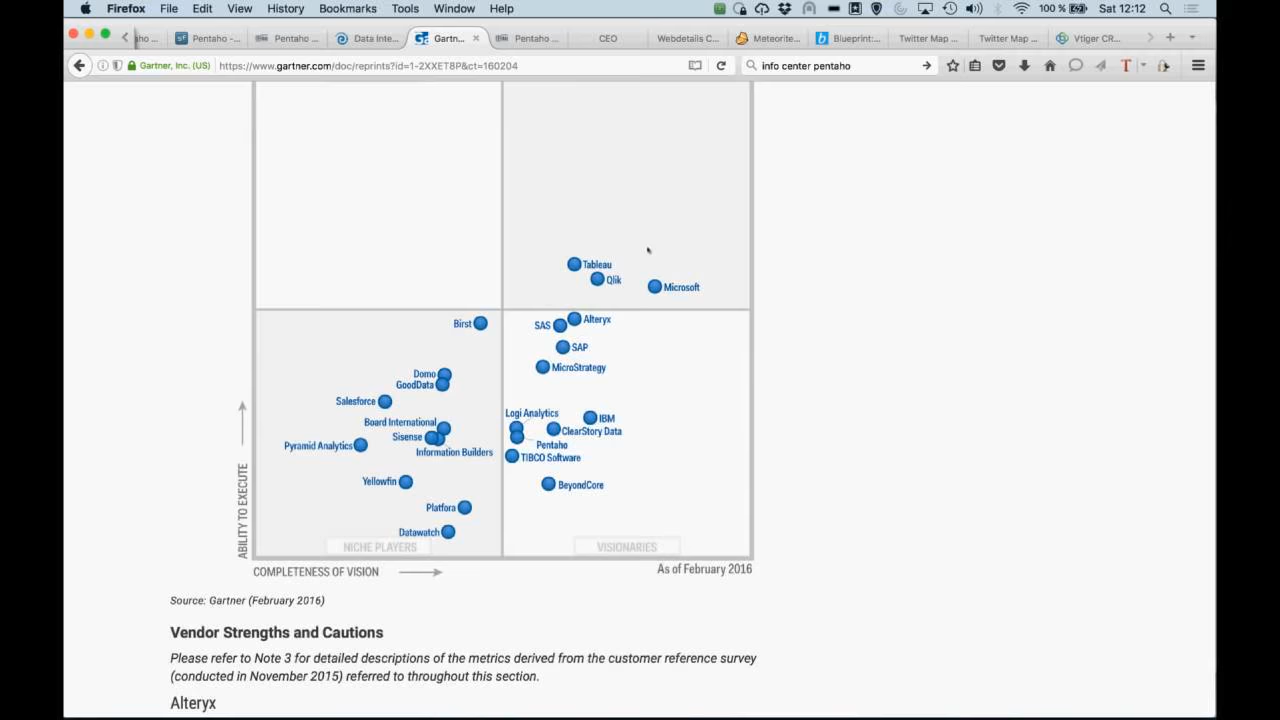 Firefox File Edit View History Bookmarks Tools Window Help 100 % Sat 12:12
ho ... Pentaho -... Pentaho ... Data Inte... Gartn... Pentaho ... CEO Webdetails C... Meteorite... Blueprint:... Twitter Map ... Twitter Map ... Vtiger CR...
Gartner, Inc. (US) https://www.gartner.com/doc/reprints?id=1-2XXET8P&ct=160204 info center pentaho
Tableau
Qlik
Microsoft
Alteryx
Birst
SAS
SAP
MicroStrategy
Domo
GoodData
Salesforce
Logi Analytics
IBM
Board International
ClearStory Data
Sisense
Pyramid Analytics
Pentaho
Information Builders
TIBCO Software
Yellowfin
BeyondCore
Platfora
Datawatch
NICHE PLAYERS
VISIONARIES
ABILITY TO EXECUTE
COMPLETENESS OF VISION
As of February 2016
Source: Gartner (February 2016)
Vendor Strengths and Cautions
Please refer to Note 3 for detailed descriptions of the metrics derived from the customer reference survey
(conducted in November 2015) referred to throughout this section.
Alteryx